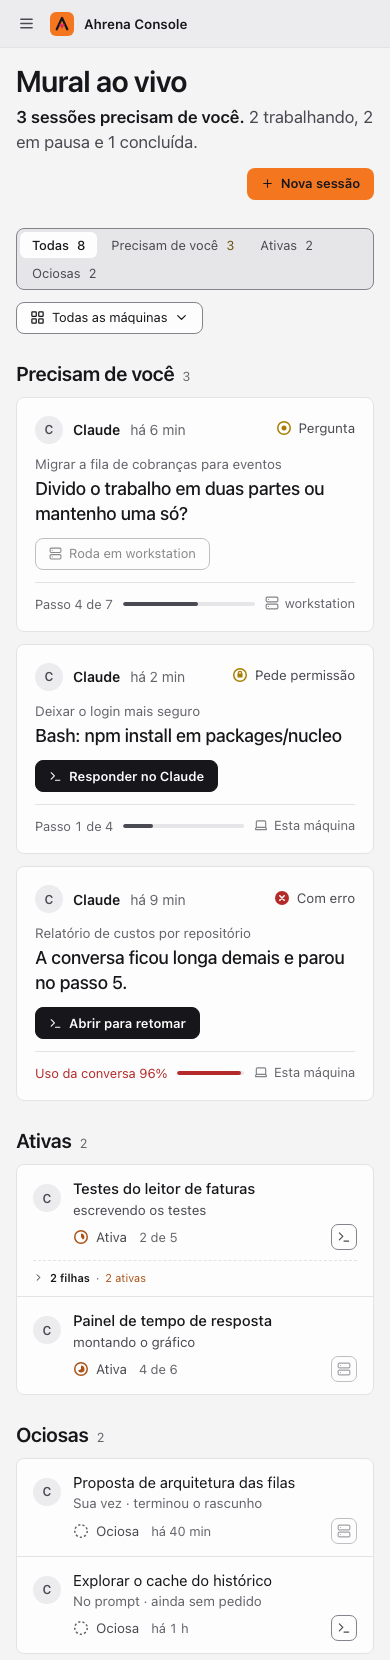 Ahrena Console
Mural ao vivo
3 sessões precisam de você. 2 trabalhando, 2
em pausa e 1 concluída.
+ Nova sessão
Todas 8 Precisam de você 3 Ativas 2
Ociosas 2
Todas as máquinas
Precisam de você 3
C Claude há 6 min Pergunta
Migrar a fila de cobranças para eventos
Divido o trabalho em duas partes ou
mantenho uma só?
Roda em workstation
Passo 4 de 7 workstation
C Claude há 2 min Pede permissão
Deixar o login mais seguro
Bash: npm install em packages/nucleo
Responder no Claude
Passo 1 de 4 Esta máquina
C Claude há 9 min Com erro
Relatório de custos por repositório
A conversa ficou longa demais e parou
no passo 5.
Abrir para retomar
Uso da conversa 96% Esta máquina
Ativas 2
C Testes do leitor de faturas
escrevendo os testes
Ativa 2 de 5
2 filhas · 2 ativas
C Painel de tempo de resposta
montando o gráfico
Ativa 4 de 6
Ociosas 2
C Proposta de arquitetura das filas
Sua vez · terminou o rascunho
Ociosa há 40 min
C Explorar o cache do histórico
No prompt · ainda sem pedido
Ociosa há 1 h